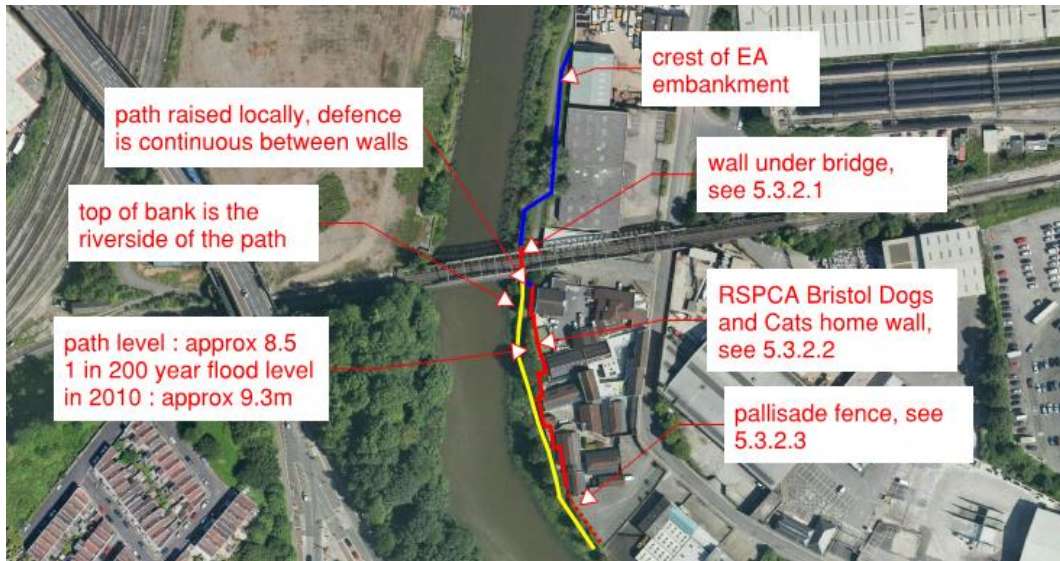 crest of EA
embankment
path raised locally, defence
is continuous between walls
wall under bridge,
see 5.3.2.1
top of bank is the
riverside of the path
RSPCA Bristol Dogs
and Cats home wall,
see 5.3.2.2
path level : approx 8.5
1 in 200 year flood level
in 2010 : approx 9.3m
pallisade fence, see
5.3.2.3